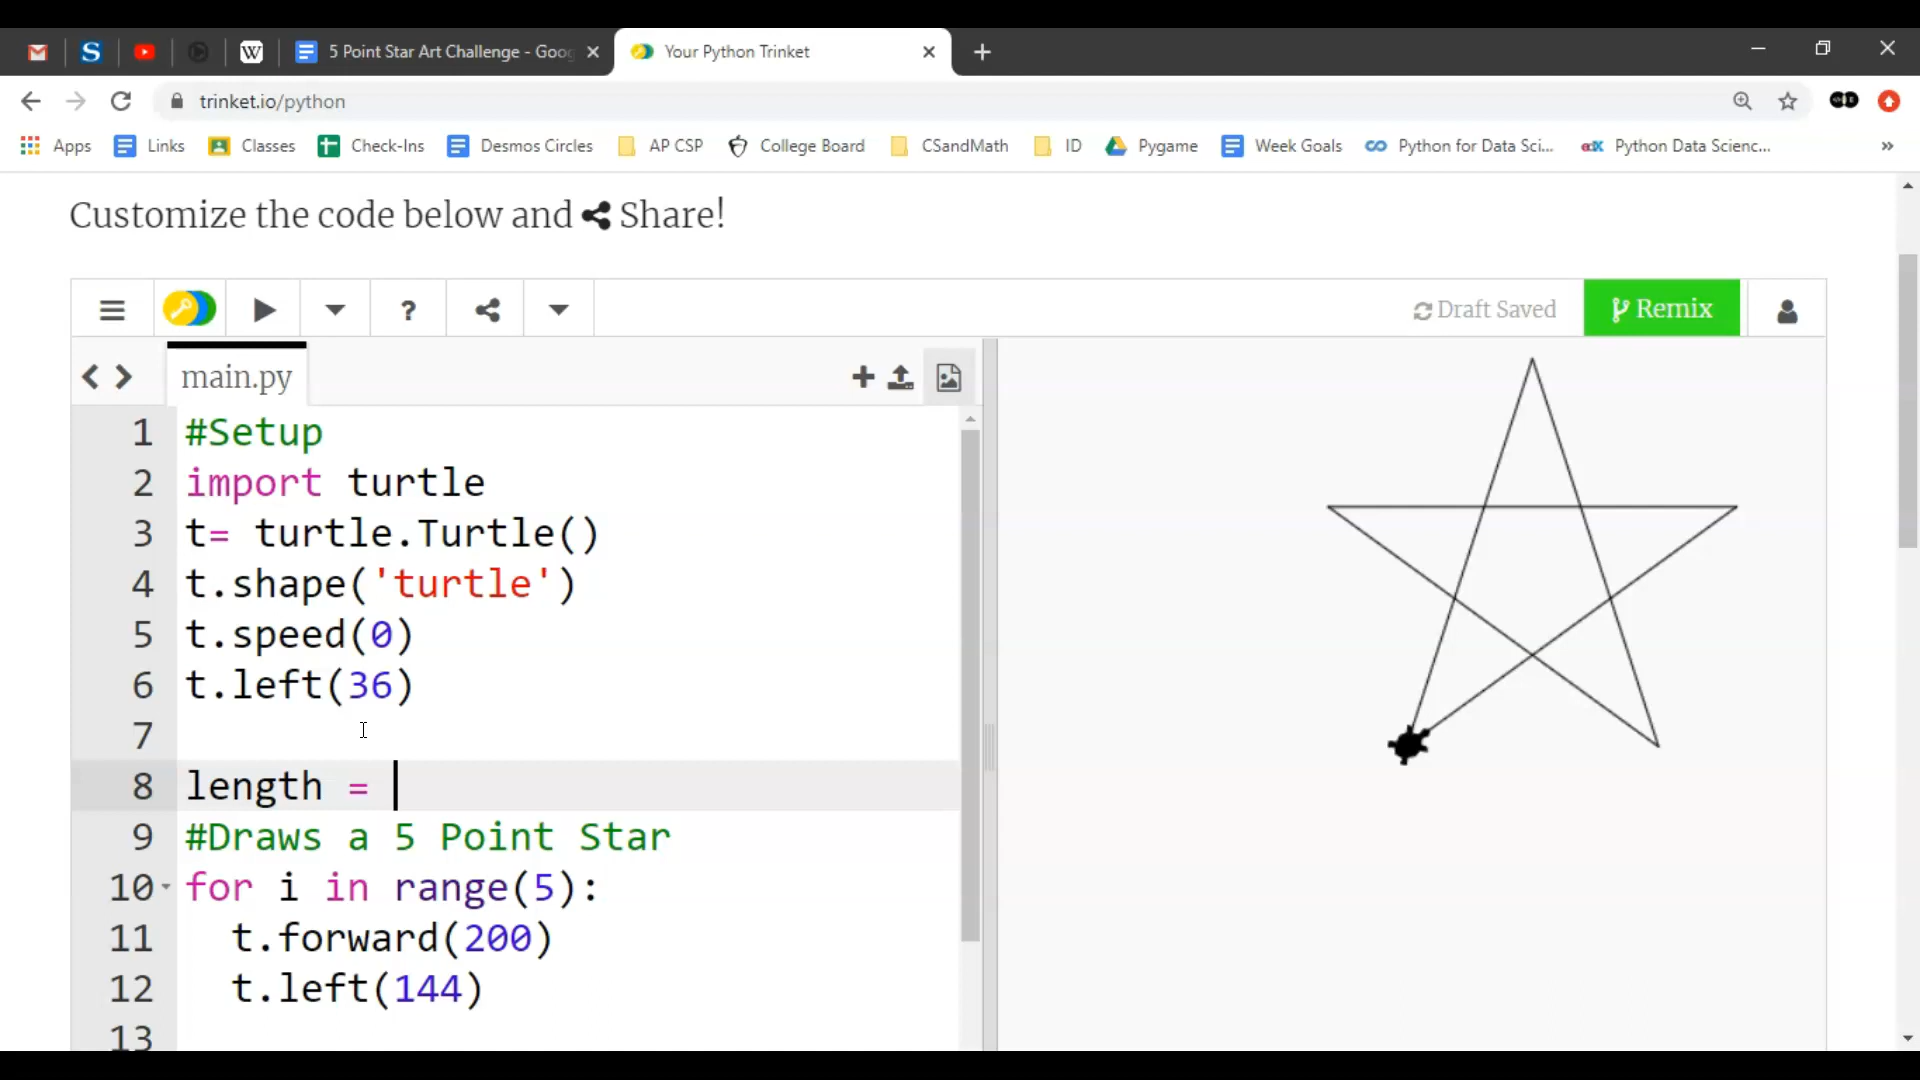 5 Point Star Art Challenge - Goog
Your Python Trinket
trinket.io/python
Apps Links Classes Check-Ins Desmos Circles AP CSP College Board CSandMath ID Pygame Week Goals Python for Data Sci... edX Python Data Scienc... »
Customize the code below and Share!
? Draft Saved Remix
main.py
1 #Setup
2 import turtle
3 t= turtle.Turtle()
4 t.shape('turtle')
5 t.speed(0)
6 t.left(36)
7
8 length =
9 #Draws a 5 Point Star
10 for i in range(5):
11 t.forward(200)
12 t.left(144)
13